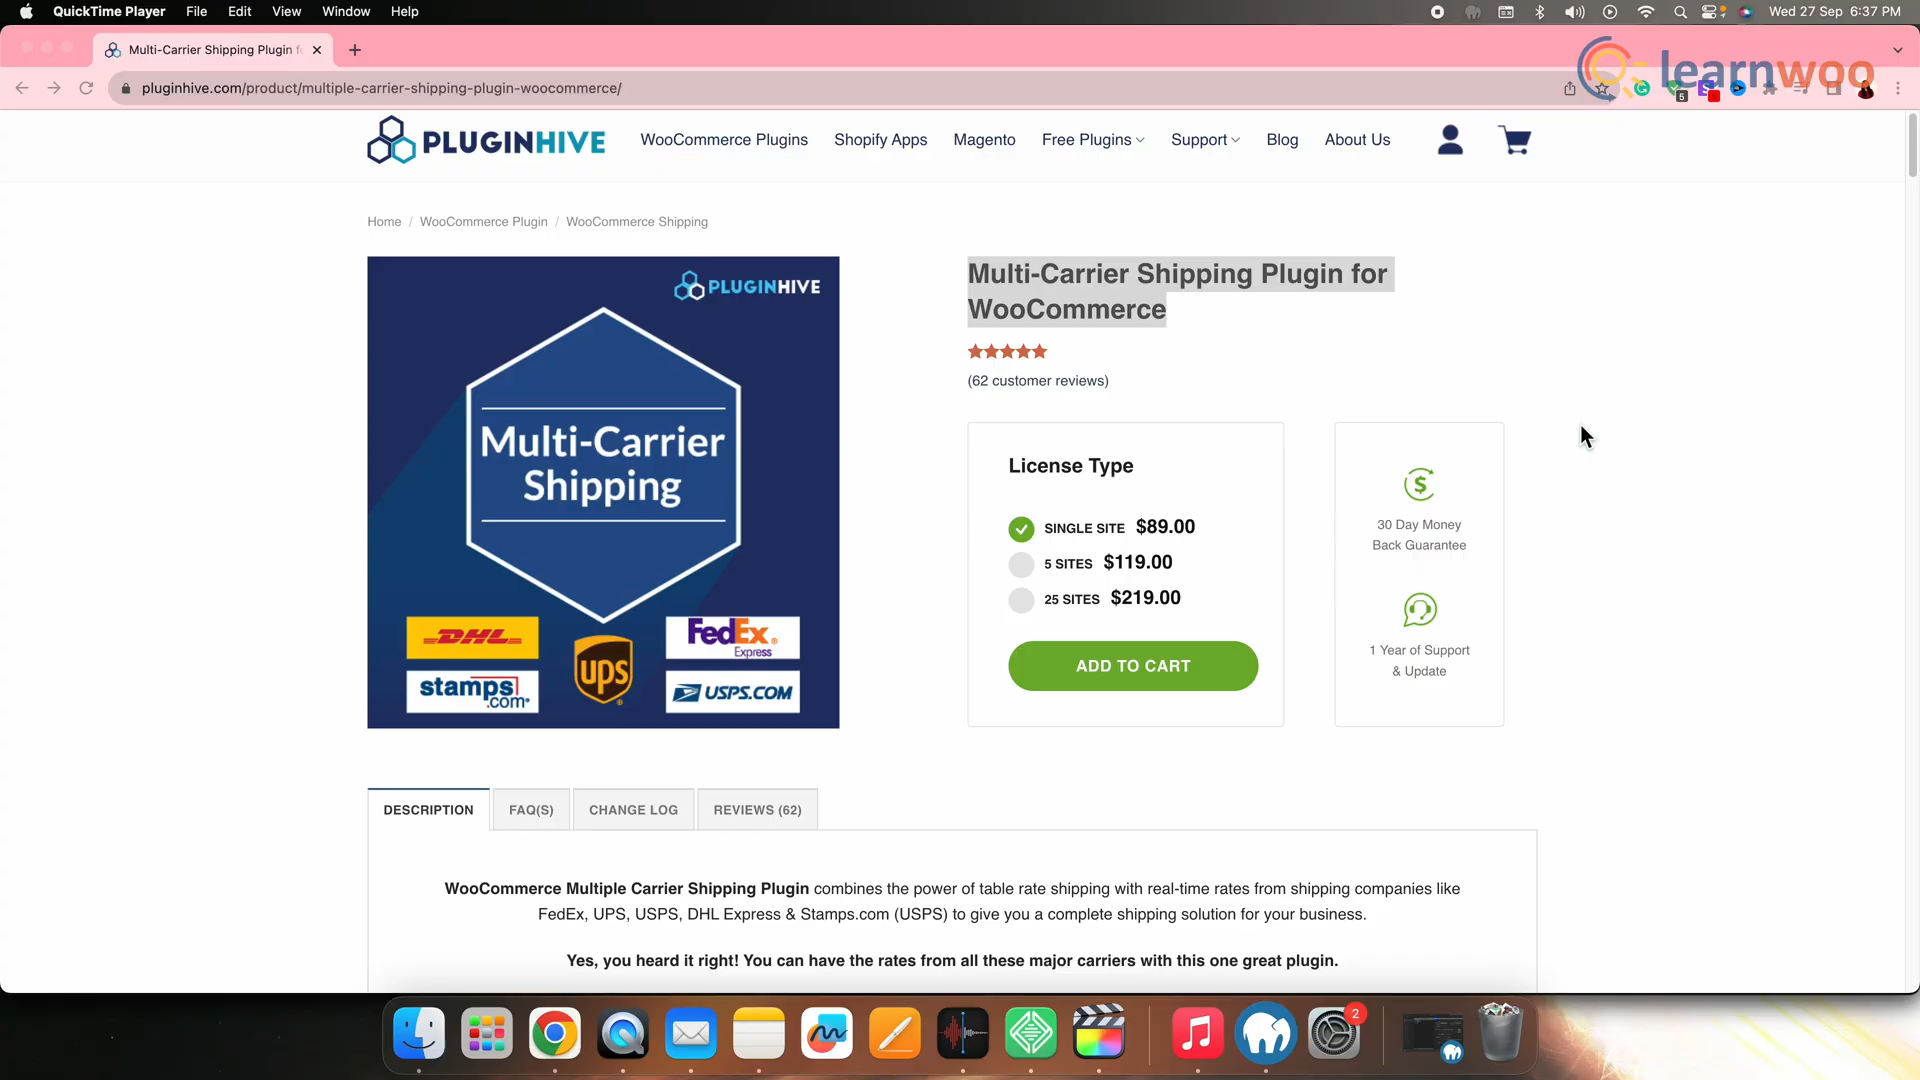 QuickTime Player File Edit View Window Help Wed 27 Sep 6:37 PM
Multi-Carrier Shipping Plugin f
learnwoo
pluginhive.com/product/multiple-carrier-shipping-plugin-woocommerce/
5
PLUGINHIVE WooCommerce Plugins Shopify Apps Magento Free Plugins Support Blog About Us
Home / WooCommerce Plugin / WooCommerce Shipping
PLUGINHIVE
Multi-Carrier
Shipping
DHL
FedEx
Express
ups
stamps
.com
USPS.COM
Multi-Carrier Shipping Plugin for
WooCommerce
(62 customer reviews)
License Type
SINGLE SITE $89.00
5 SITES $119.00
25 SITES $219.00
ADD TO CART
$
30 Day Money
Back Guarantee
1 Year of Support
& Update
DESCRIPTION FAQ(S) CHANGE LOG REVIEWS (62)
WooCommerce Multiple Carrier Shipping Plugin combines the power of table rate shipping with real-time rates from shipping companies like
FedEx, UPS, USPS, DHL Express & Stamps.com (USPS) to give you a complete shipping solution for your business.
Yes, you heard it right! You can have the rates from all these major carriers with this one great plugin.
2